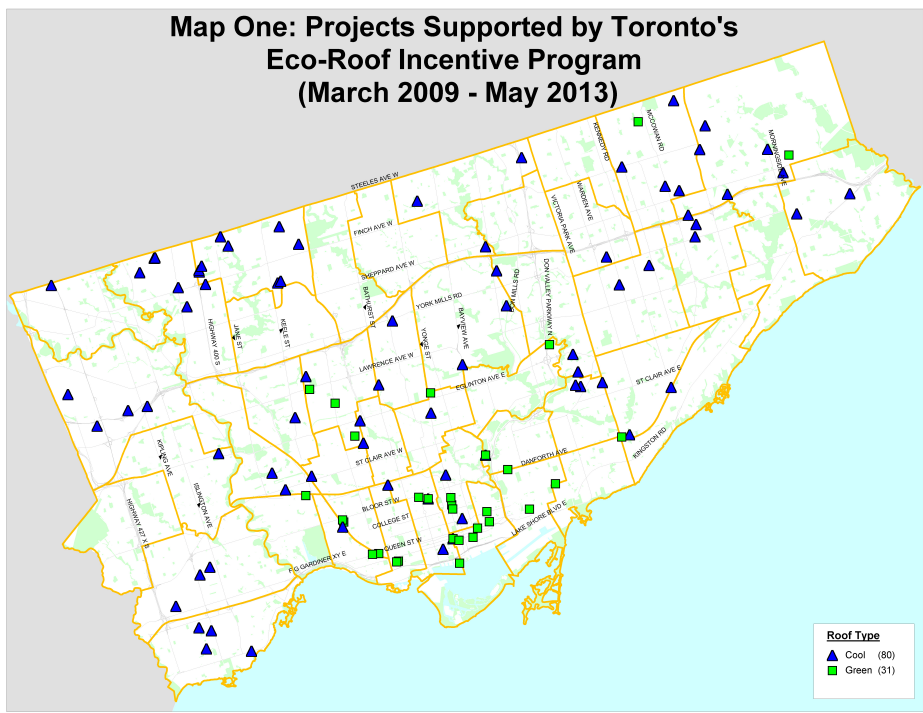 Map One: Projects Supported by Toronto's
Eco-Roof Incentive Program
(March 2009 - May 2013)
KENNEDY RD
MCCOWAN RD
MORNINGSIDE AVE
STEELES AVE W
WARDEN AVE
VICTORIA PARK AVE
FINCH AVE W
SHEPPARD AVE W
DON MILLS RD
DON VALLEY PARKWAY N
BATHURST ST
YORK MILLS RD
BAYVIEW AVE
HIGHWAY 400 S
JANE ST
KEELE ST
YONGE ST
LAWRENCE AVE W
EGLINTON AVE E
ST CLAIR AVE E
KIPLING AVE
ST CLAIR AVE W
DANFORTH AVE
KINGSTON RD
ISLINGTON AVE
HIGHWAY 427 X S
BLOOR ST W
COLLEGE ST
LAKE SHORE BLVD E
QUEEN ST W
F G GARDINER XY E
Roof Type
Cool (80)
Green (31)